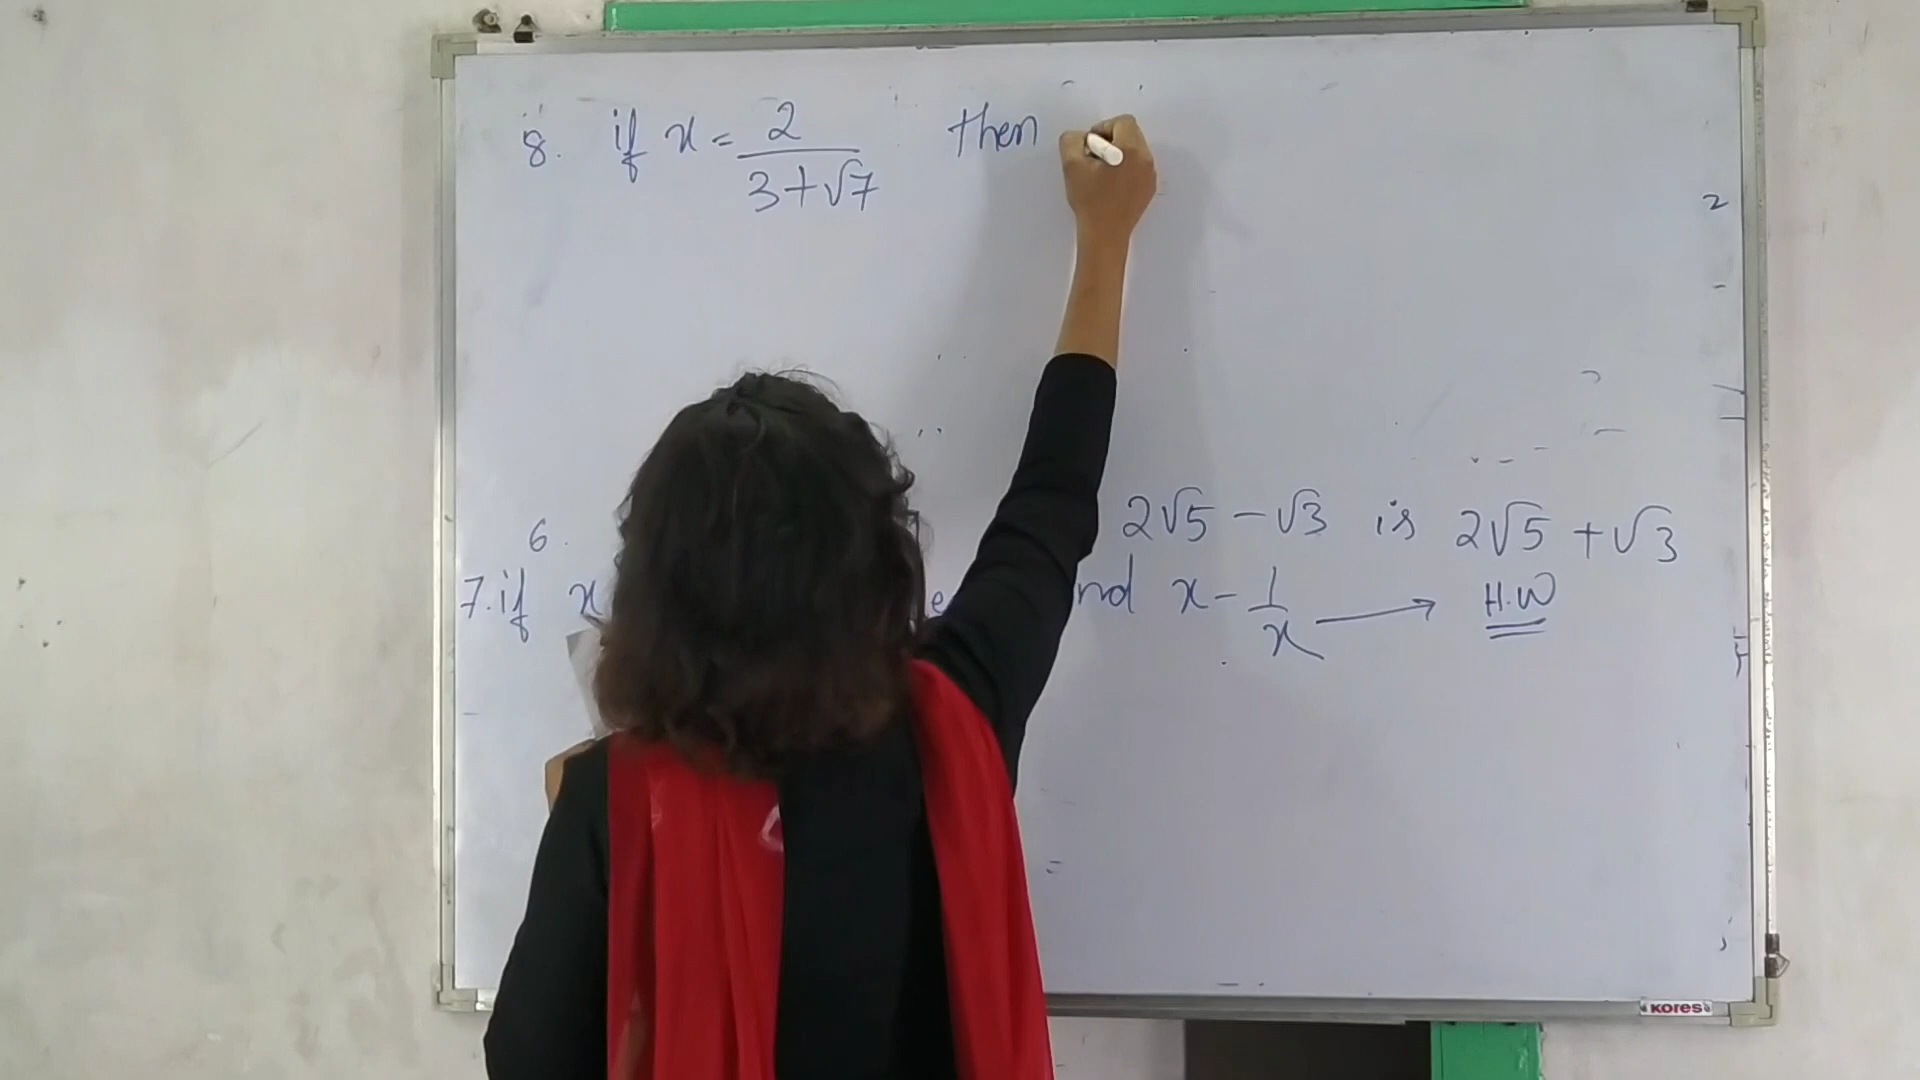 8. if x = 2/(3+√7) then
6. 2√5 - √3 is 2√5 + √3
7. if x nd x - 1/x → H.W
2
KORES